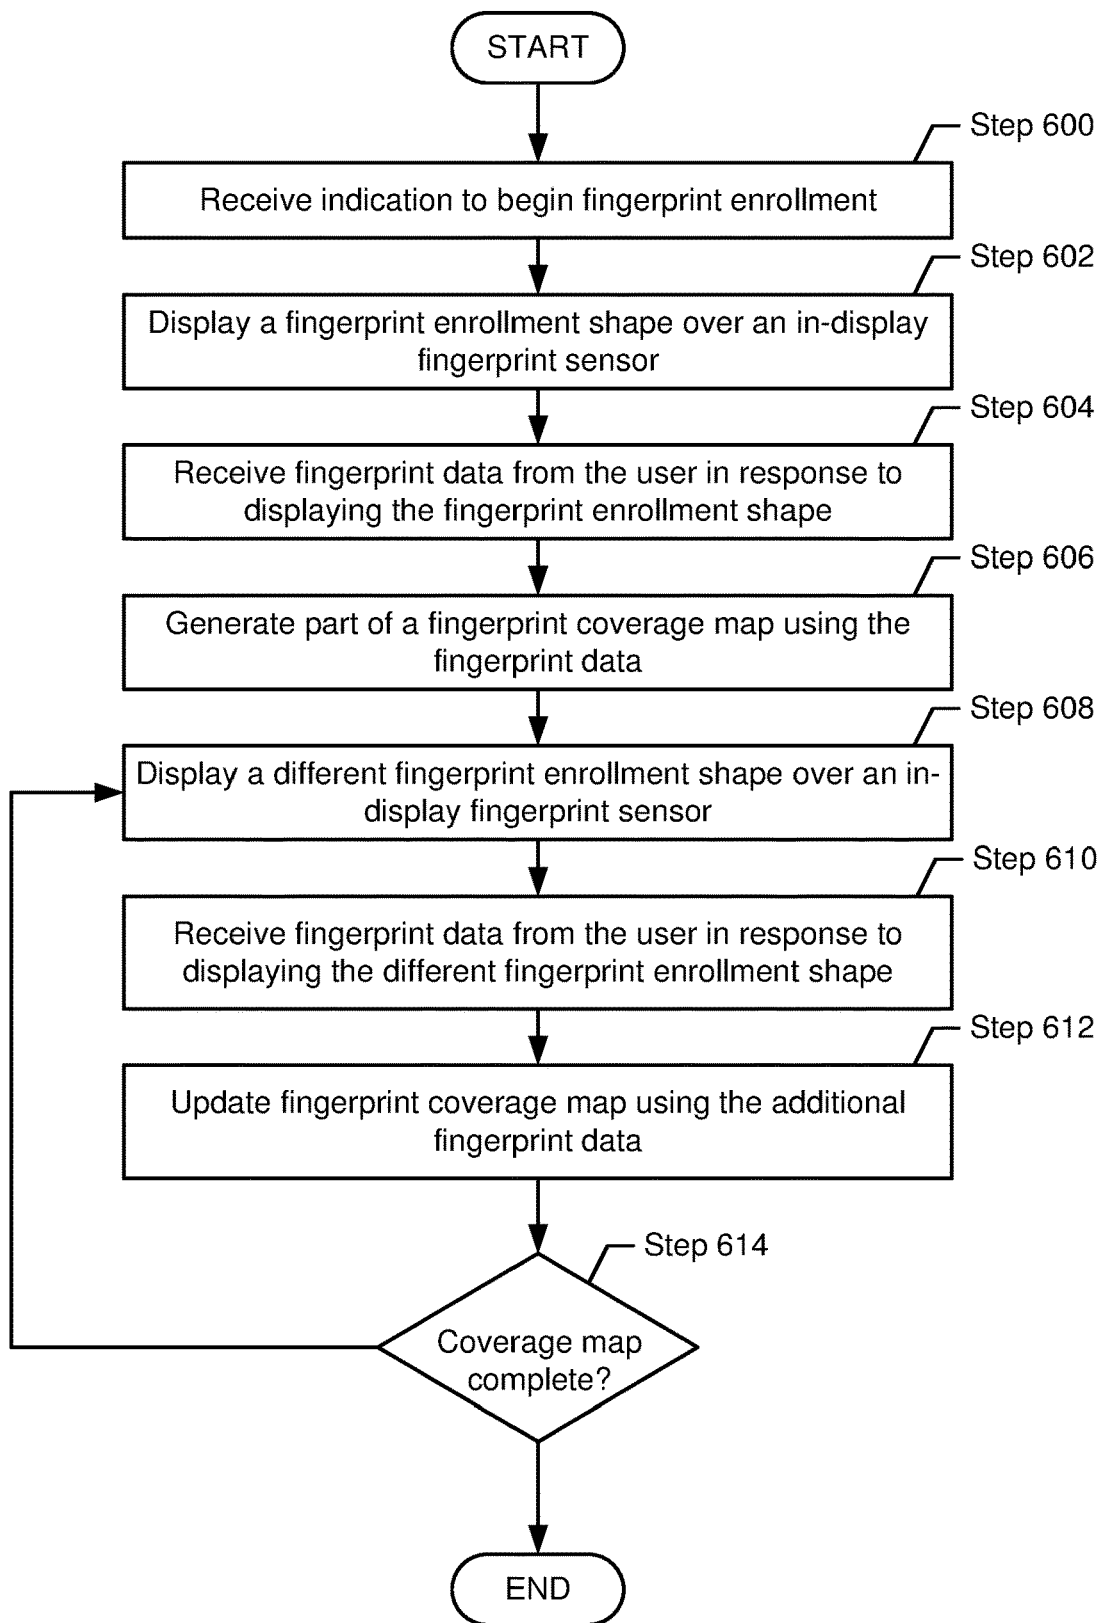 START
Step 600
Receive indication to begin fingerprint enrollment
Step 602
Display a fingerprint enrollment shape over an in-display
fingerprint sensor
Step 604
Receive fingerprint data from the user in response to
displaying the fingerprint enrollment shape
Step 606
Generate part of a fingerprint coverage map using the
fingerprint data
Step 608
Display a different fingerprint enrollment shape over an in-
display fingerprint sensor
Step 610
Receive fingerprint data from the user in response to
displaying the different fingerprint enrollment shape
Step 612
Update fingerprint coverage map using the additional
fingerprint data
Step 614
Coverage map
complete?
END